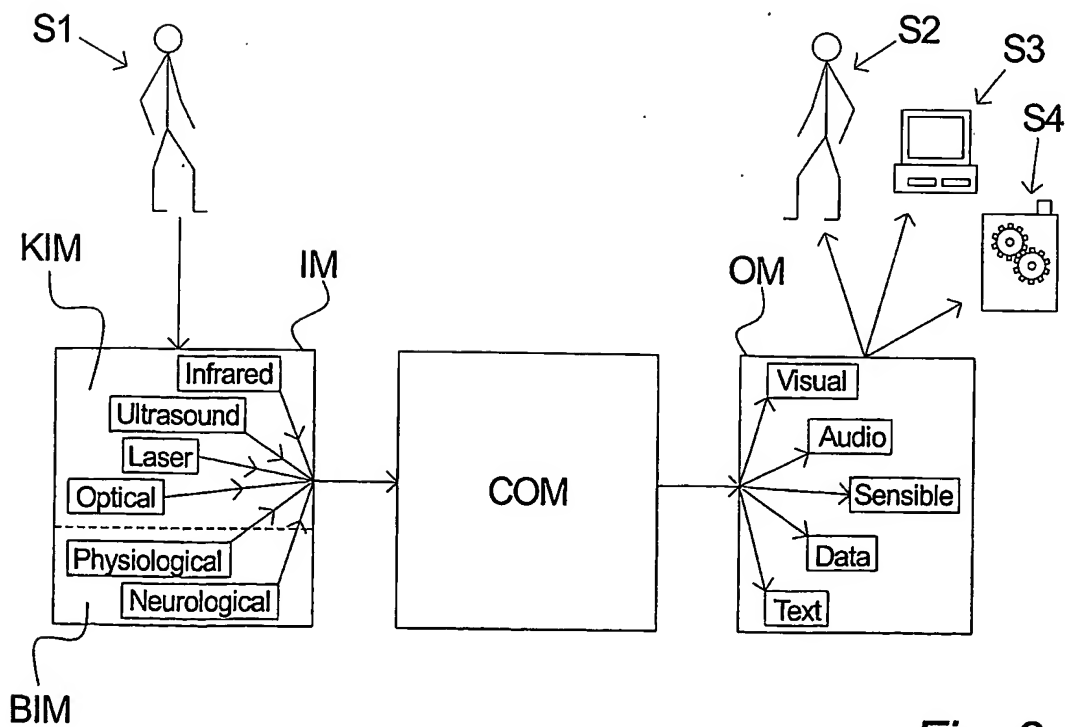 S1
S2
S3
S4
KIM
IM
OM
Infrared
Ultrasound
Laser
Optical
Physiological
Neurological
COM
Visual
Audio
Sensible
Data
Text
BIM